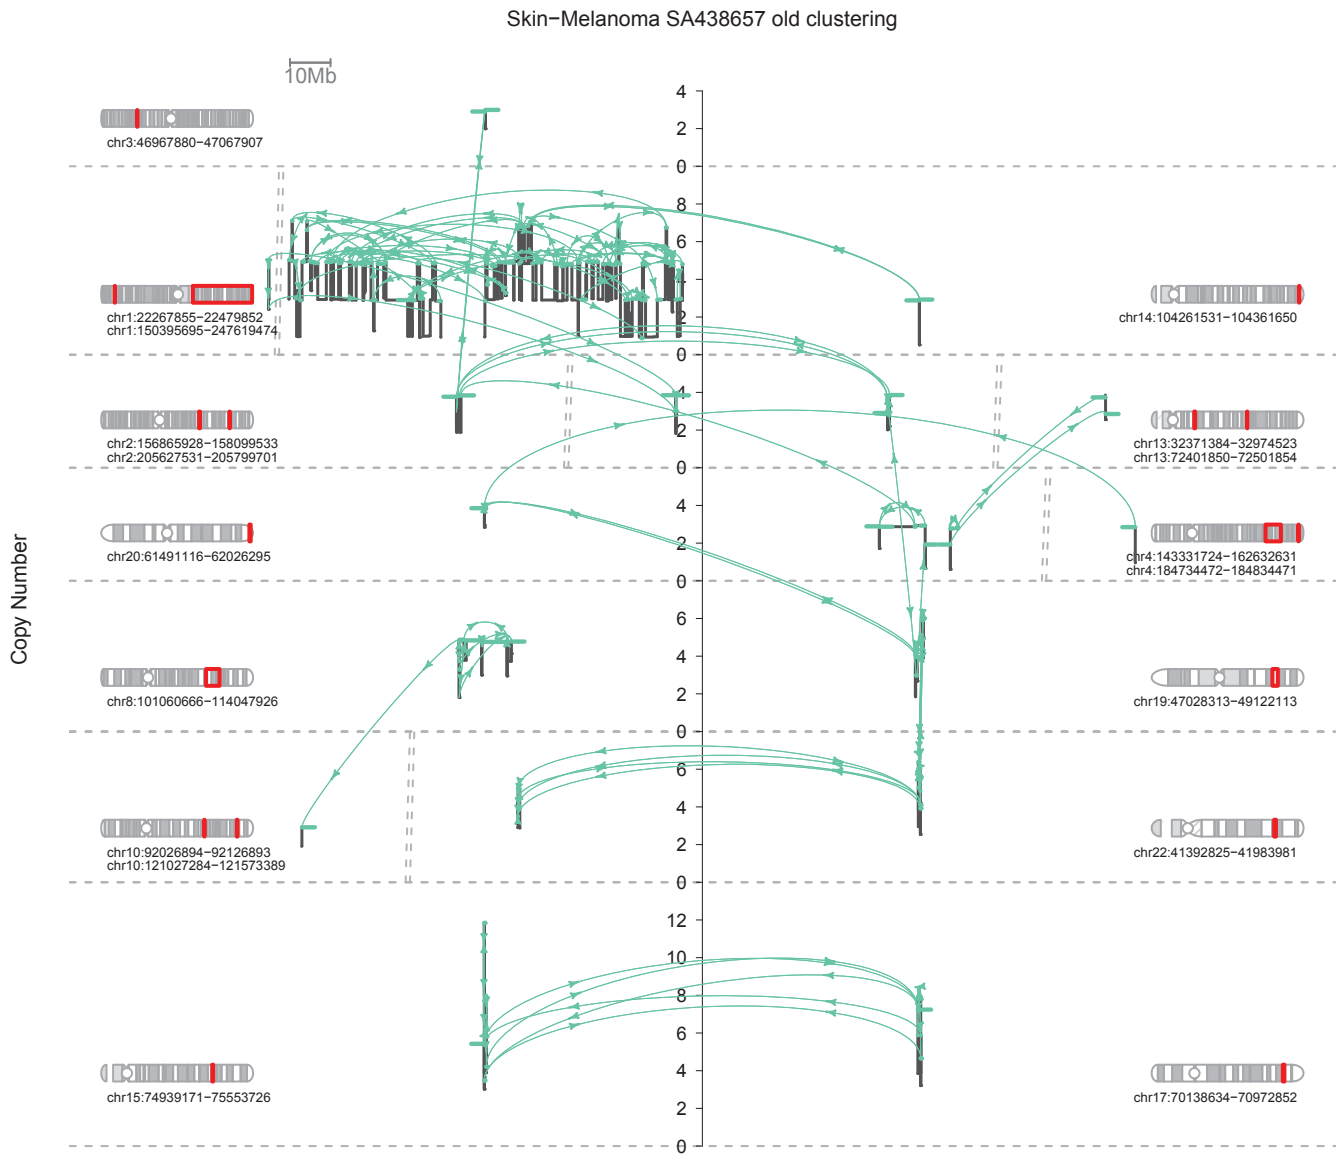 Skin−Melanoma SA438657 old clustering
10Mb
Copy Number
4
2
0
chr3:46967880−47067907
8
6
4
2
0
chr1:22267855−22479852
chr1:150395695−247619474
chr14:104261531−104361650
4
2
0
chr2:156865928−158099533
chr2:205627531−205799701
chr13:32371384−32974523
chr13:72401850−72501854
4
2
0
chr20:61491116−62026295
chr4:143331724−162632631
chr4:184734472−184834471
6
4
2
0
chr8:101060666−114047926
chr19:47028313−49122113
6
4
2
0
chr10:92026894−92126893
chr10:121027284−121573389
chr22:41392825−41983981
12
10
8
6
4
2
0
chr15:74939171−75553726
chr17:70138634−70972852